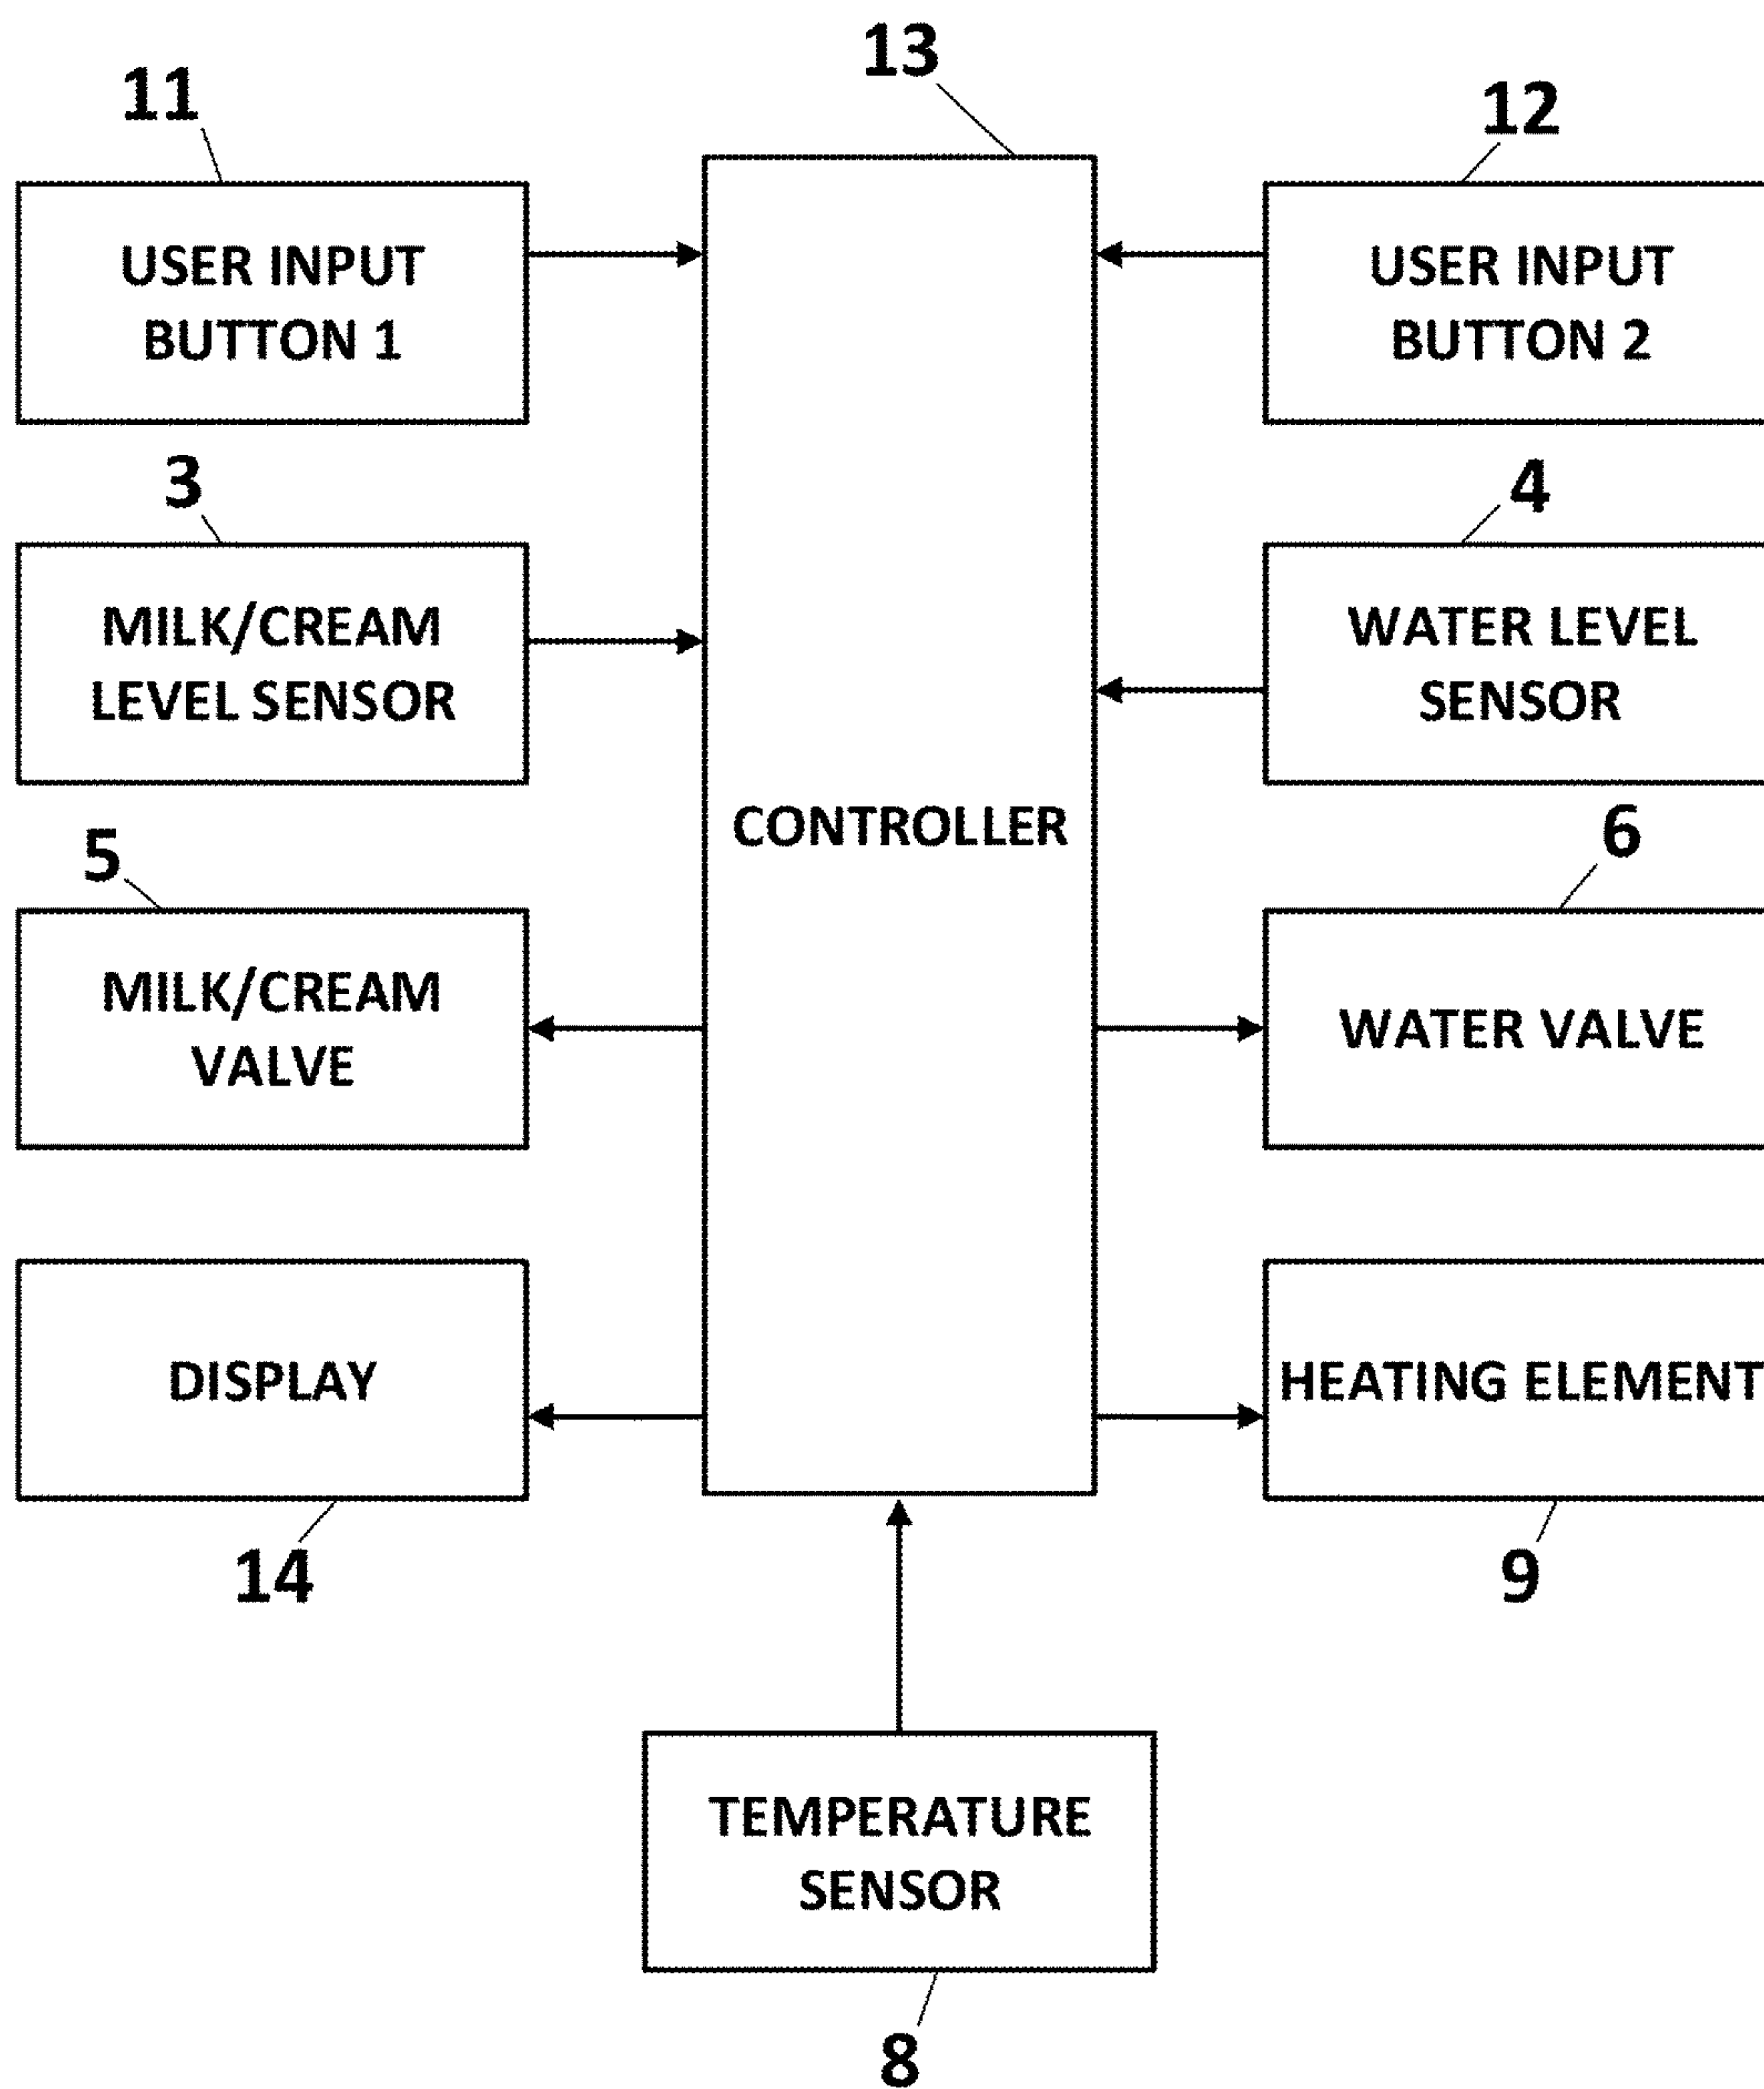 13
11
12
USER INPUT
BUTTON 1
USER INPUT
BUTTON 2
3
4
MILK/CREAM
LEVEL SENSOR
WATER LEVEL
SENSOR
CONTROLLER
5
6
MILK/CREAM
VALVE
WATER VALVE
DISPLAY
HEATING ELEMENT
14
9
TEMPERATURE
SENSOR
8